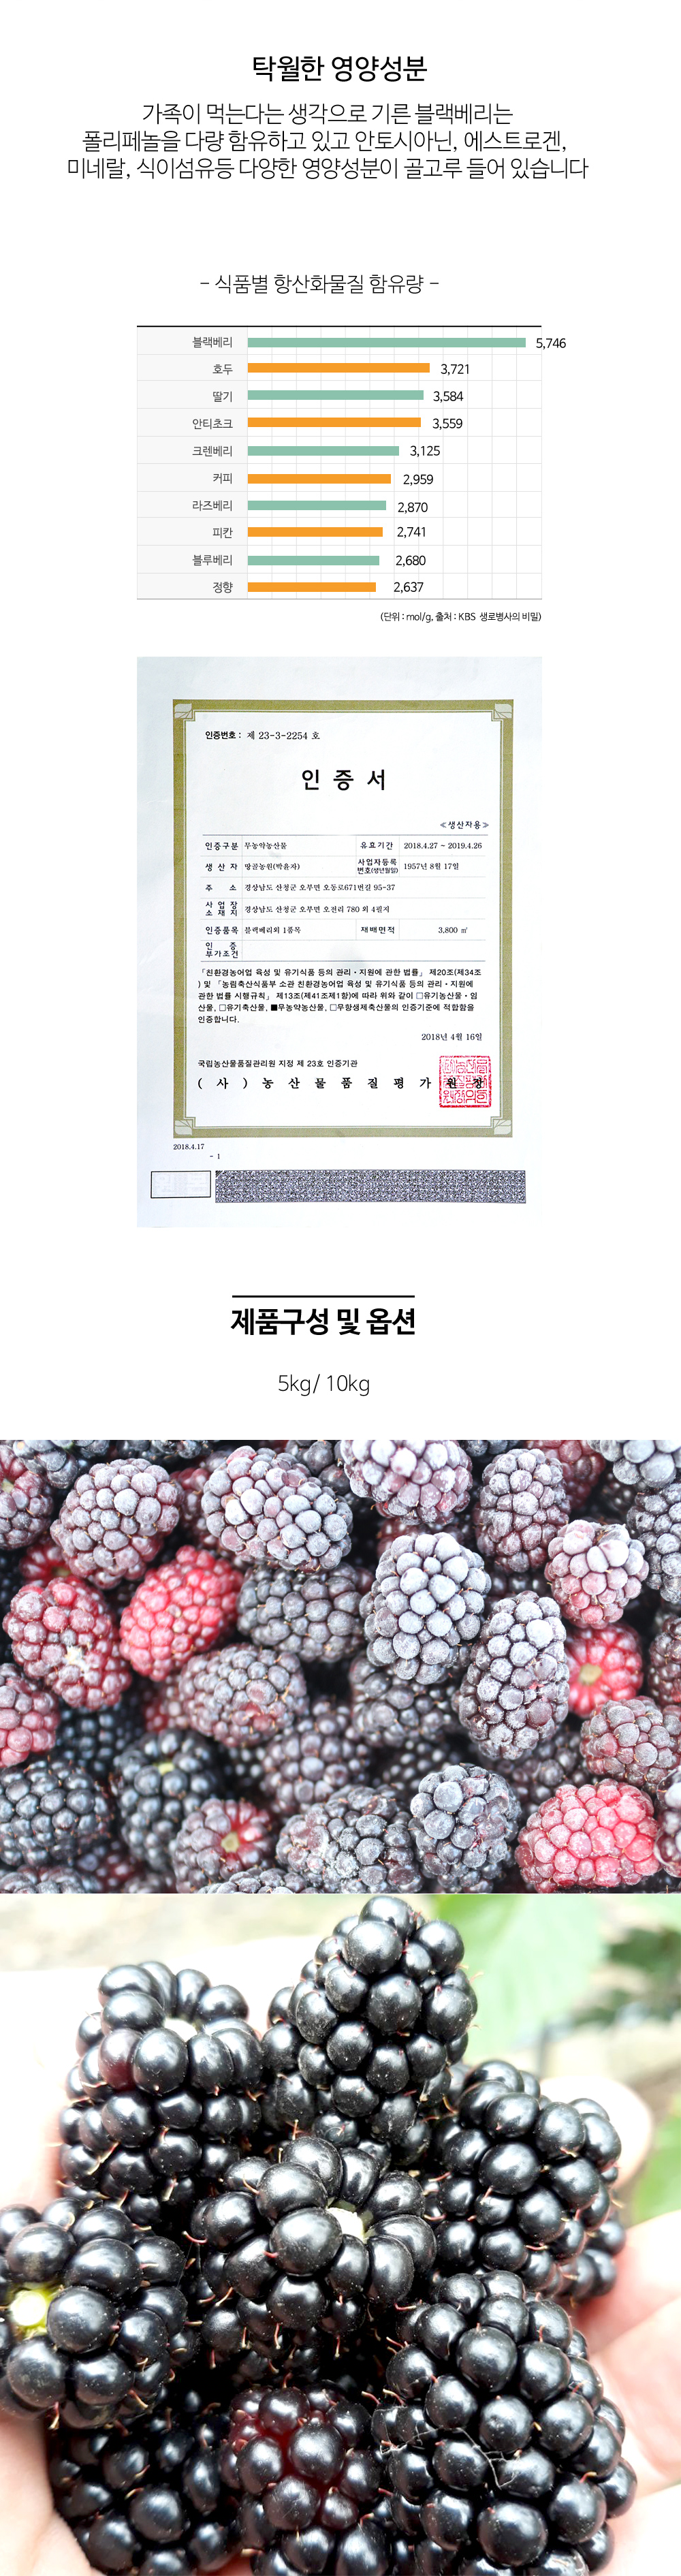 탁월한 영양성분
가족이 먹는다는 생각으로 기른 블랙베리는
폴리페놀을 다량 함유하고 있고 안토시아닌, 에스트로겐,
미네랄, 식이섬유등 다양한 영양성분이 골고루 들어 있습니다
- 식품별 항산화물질 함유량 -
블랙베리 5,746
호두 3,721
딸기 3,584
안티초크 3,559
크렌베리 3,125
커피 2,959
라즈베리 2,870
피칸 2,741
블루베리 2,680
정향 2,637
(단위 : mol/g, 출처 : KBS 생로병사의 비밀)
인증번호 : 제 23-3-2254 호
인 증 서
≪생산자용≫
인증구분 무농약농산물 유효기간 2018.4.27 ~ 2019.4.26
생 산 자 땅골농원(박윤자) 사업자등록번호(생년월일) 1957년 8월 17일
주 소 경상남도 산청군 오부면 오동로671번길 95-37
사업장소재지 경상남도 산청군 오부면 오전리 780 외 4필지
인증품목 블랙베리외 1품목 재배면적 3,800 ㎡
인 증
부가조건
「친환경농어업 육성 및 유기식품 등의 관리ㆍ지원에 관한 법률」 제20조(제34조
) 및 「농림축산식품부 소관 친환경농어업 육성 및 유기식품 등의 관리ㆍ지원에
관한 법률 시행규칙」 제13조(제41조제1항)에 따라 위와 같이 □유기농산물ㆍ임
산물, □유기축산물, ■무농약농산물, □무항생제축산물의 인증기준에 적합함을
인증합니다.
2018년 4월 16일
국립농산물품질관리원 지정 제 23호 인증기관
( 사 ) 농 산 물 품 질 평 가 원 장
2018.4.17
- 1
제품구성 및 옵션
5kg/ 10kg